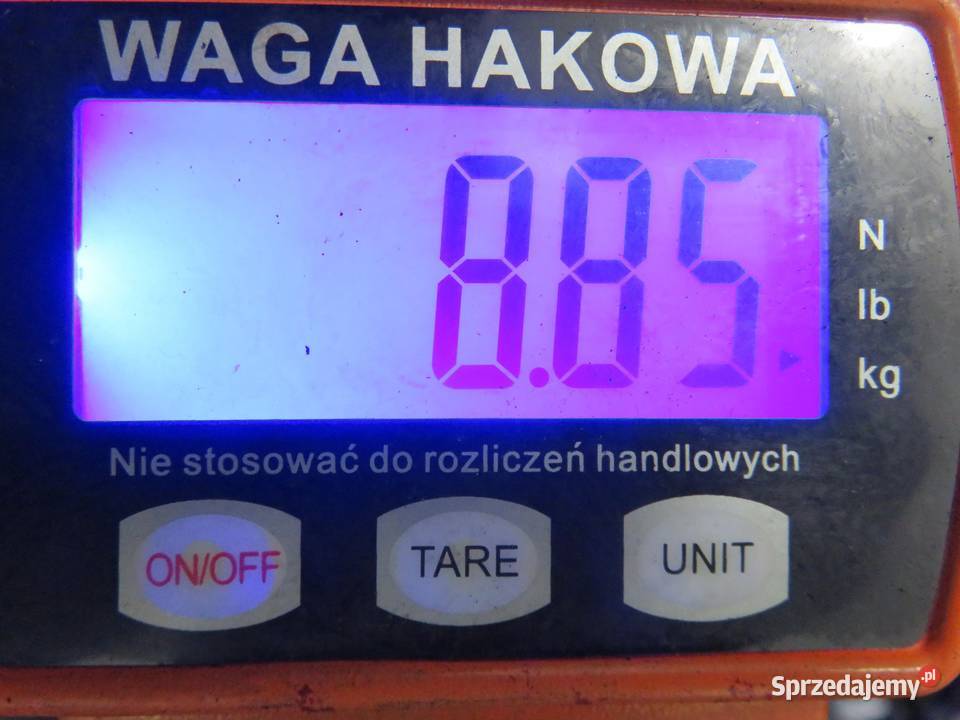 WAGA HAKOWA
8.85
N
lb
kg
Nie stosować do rozliczeń handlowych
ON/OFF
TARE
UNIT
Sprzedajemy.pl